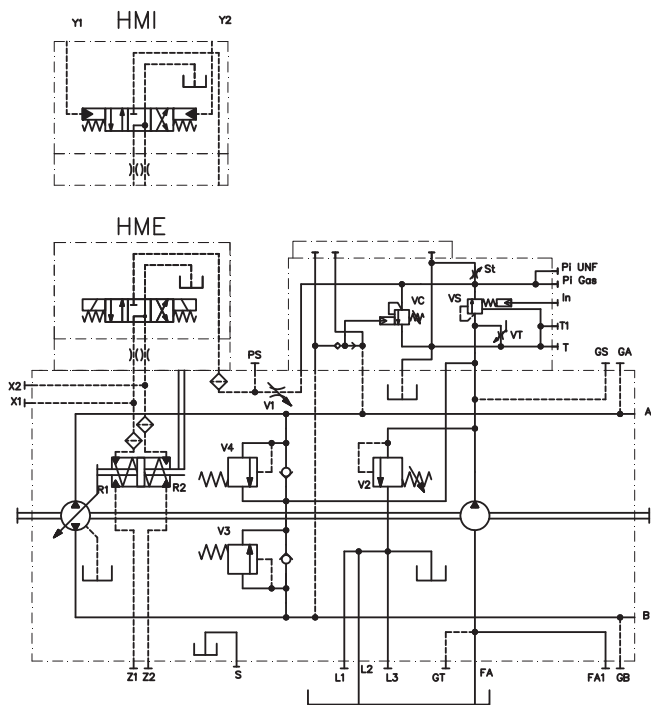 Y1 HMI Y2
HME
St
Pi UNF
Pi Gas
VC VS In
T1
VT
T
PS GS GA
X2
X1
V1
A
V4
R1 R2 V2
V3
B
Z1 Z2 S L1 L2 L3 GT FA FA1 GB